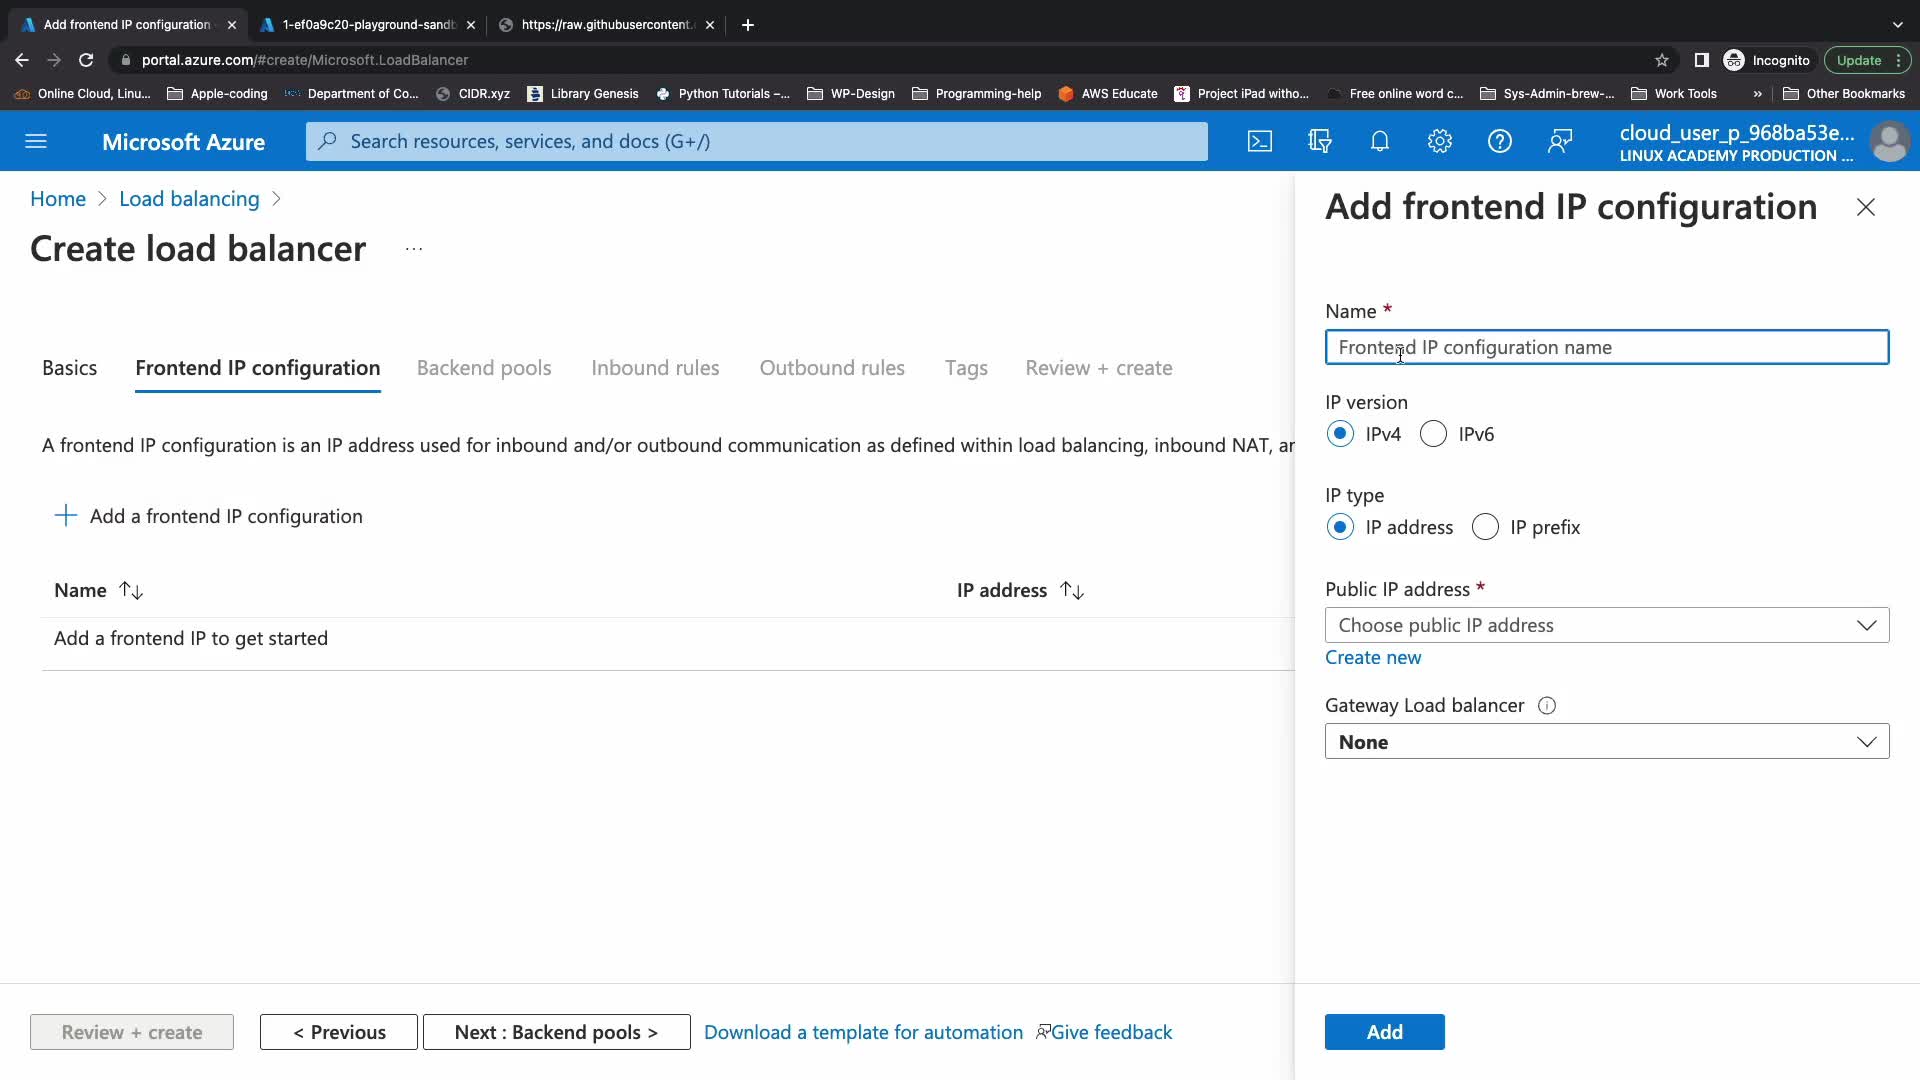 Add frontend IP configuration
1-ef0a9c20-playground-sandb
https://raw.githubusercontent.
portal.azure.com/#create/Microsoft.LoadBalancer
Incognito
Update
Online Cloud, Linu...
Apple-coding
Department of Co...
CIDR.xyz
Library Genesis
Python Tutorials –...
WP-Design
Programming-help
AWS Educate
Project iPad witho...
Free online word c...
Sys-Admin-brew-...
Work Tools
»
Other Bookmarks
Microsoft Azure
Search resources, services, and docs (G+/)
cloud_user_p_968ba53e...
LINUX ACADEMY PRODUCTION ...
Home > Load balancing >
Create load balancer ...
Basics
Frontend IP configuration
Backend pools
Inbound rules
Outbound rules
Tags
Review + create
A frontend IP configuration is an IP address used for inbound and/or outbound communication as defined within load balancing, inbound NAT, ar
+ Add a frontend IP configuration
Name ↑↓
IP address ↑↓
Add a frontend IP to get started
Review + create
< Previous
Next : Backend pools >
Download a template for automation
Give feedback
Add frontend IP configuration
Name *
Frontend IP configuration name
IP version
IPv4
IPv6
IP type
IP address
IP prefix
Public IP address *
Choose public IP address
Create new
Gateway Load balancer
None
Add